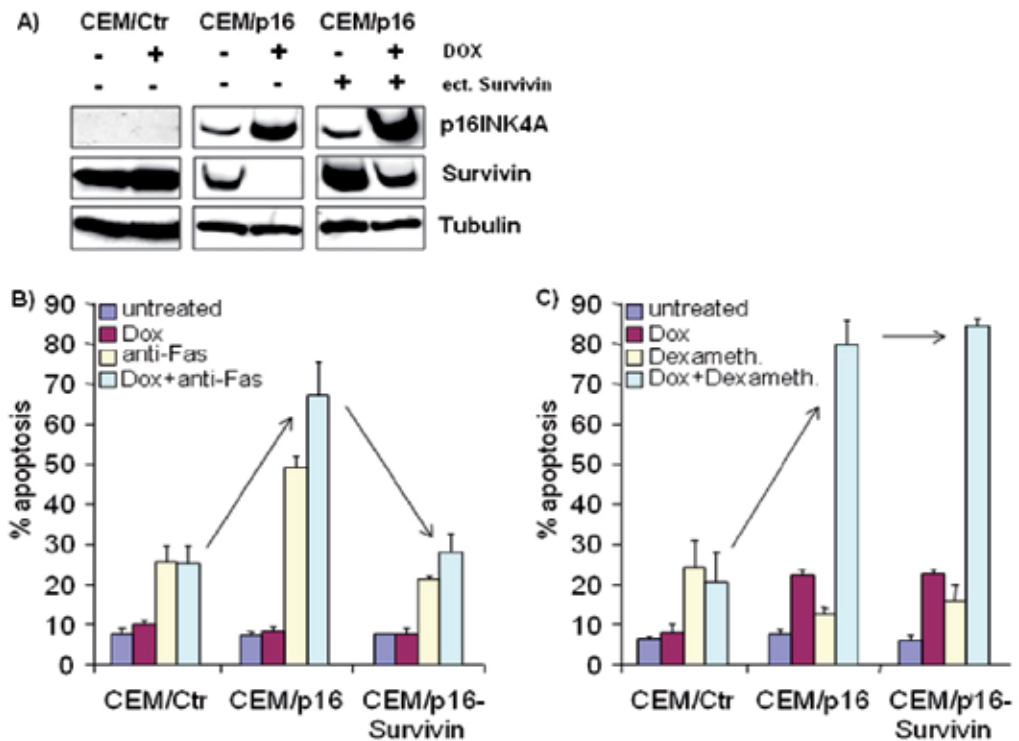 A) CEM/Ctr CEM/p16 CEM/p16
- + - + - + DOX
- - - - + + ect. Survivin
p16INK4A
Survivin
Tubulin
B)
90
80
70
60
50
40
30
20
10
0
% apoptosis
untreated
Dox
anti-Fas
Dox+anti-Fas
CEM/Ctr CEM/p16 CEM/p16-
Survivin
C)
90
80
70
60
50
40
30
20
10
0
% apoptosis
untreated
Dox
Dexameth.
Dox+Dexameth.
CEM/Ctr CEM/p16 CEM/p16-
Survivin